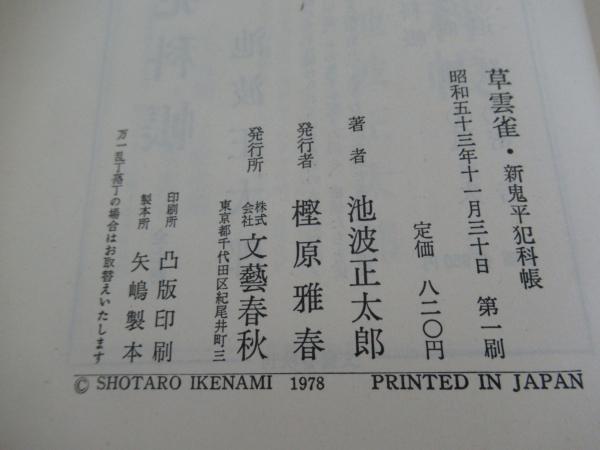 草雲雀・新鬼平犯科帳
昭和五十三年十一月三十日 第一刷
定価 八二〇円
著者 池波正太郎
発行者 樫原雅春
発行所 株式会社 文藝春秋
東京都千代田区紀尾井町三
印刷所 凸版印刷
製本所 矢嶋製本
万一乱丁落丁の場合はお取替えいたします
© SHOTARO IKENAMI 1978 PRINTED IN JAPAN